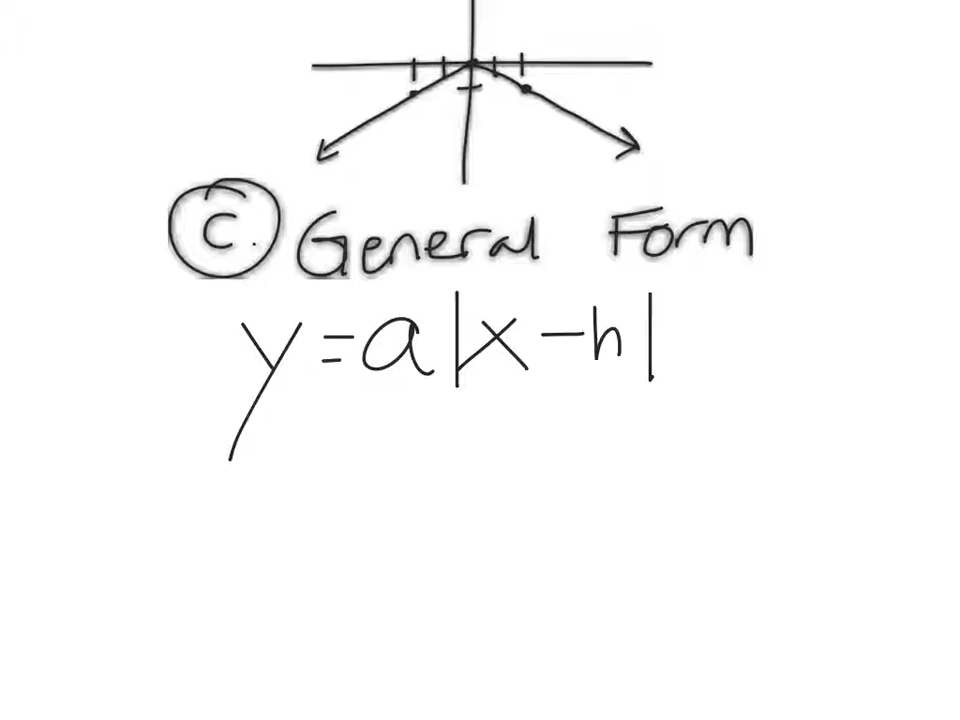 C. General Form
y = a|x - h|